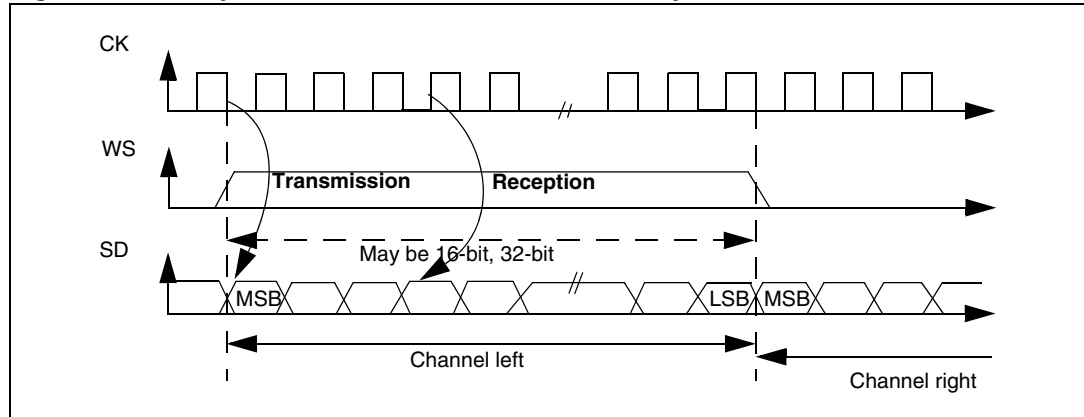 CK
WS
Transmission Reception
May be 16-bit, 32-bit
SD
MSB LSB MSB
Channel left
Channel right